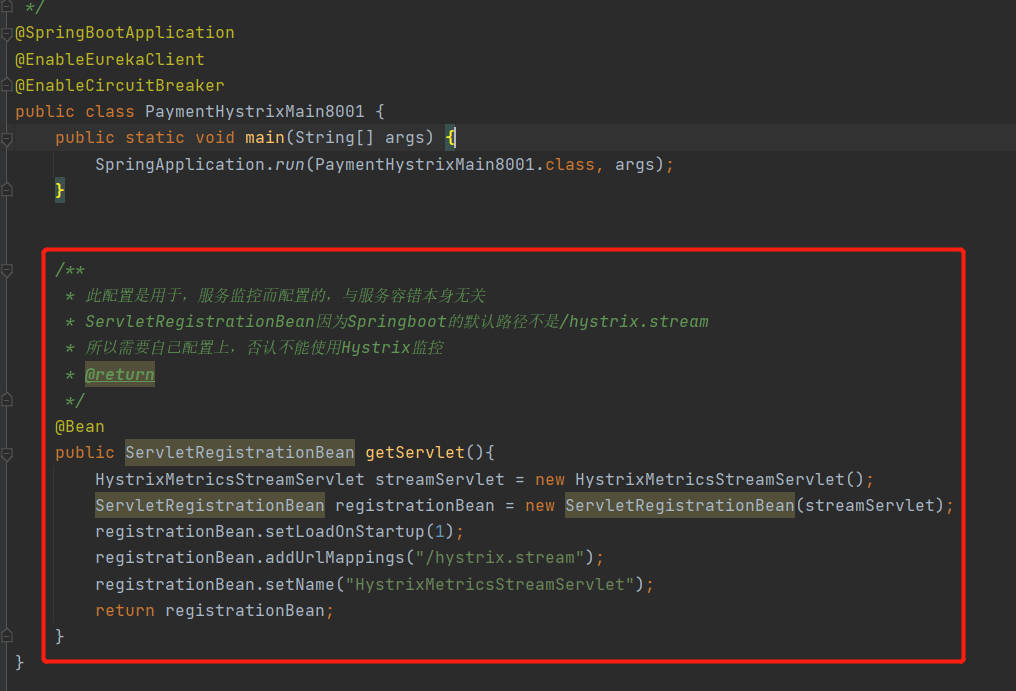 */
@SpringBootApplication
@EnableEurekaClient
@EnableCircuitBreaker
public class PaymentHystrixMain8001 {
public static void main(String[] args) {
SpringApplication.run(PaymentHystrixMain8001.class, args);
}
/**
* 此配置是用于，服务监控而配置的，与服务容错本身无关
* ServletRegistrationBean因为Springboot的默认路径不是/hystrix.stream
* 所以需要自己配置上，否认不能使用Hystrix监控
* @return
*/
@Bean
public ServletRegistrationBean getServlet(){
HystrixMetricsStreamServlet streamServlet = new HystrixMetricsStreamServlet();
ServletRegistrationBean registrationBean = new ServletRegistrationBean(streamServlet);
registrationBean.setLoadOnStartup(1);
registrationBean.addUrlMappings("/hystrix.stream");
registrationBean.setName("HystrixMetricsStreamServlet");
return registrationBean;
}
}